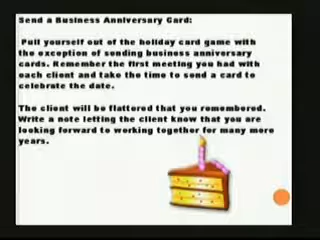 Send a Business Anniversary Card:
Pull yourself out of the holiday card game with
the exception of sending business anniversary
cards. Remember the first meeting you had with
each client and take the time to send a card to
celebrate the date.
The client will be flattered that you remembered.
Write a note letting the client know that you are
looking forward to working together for many more
years.